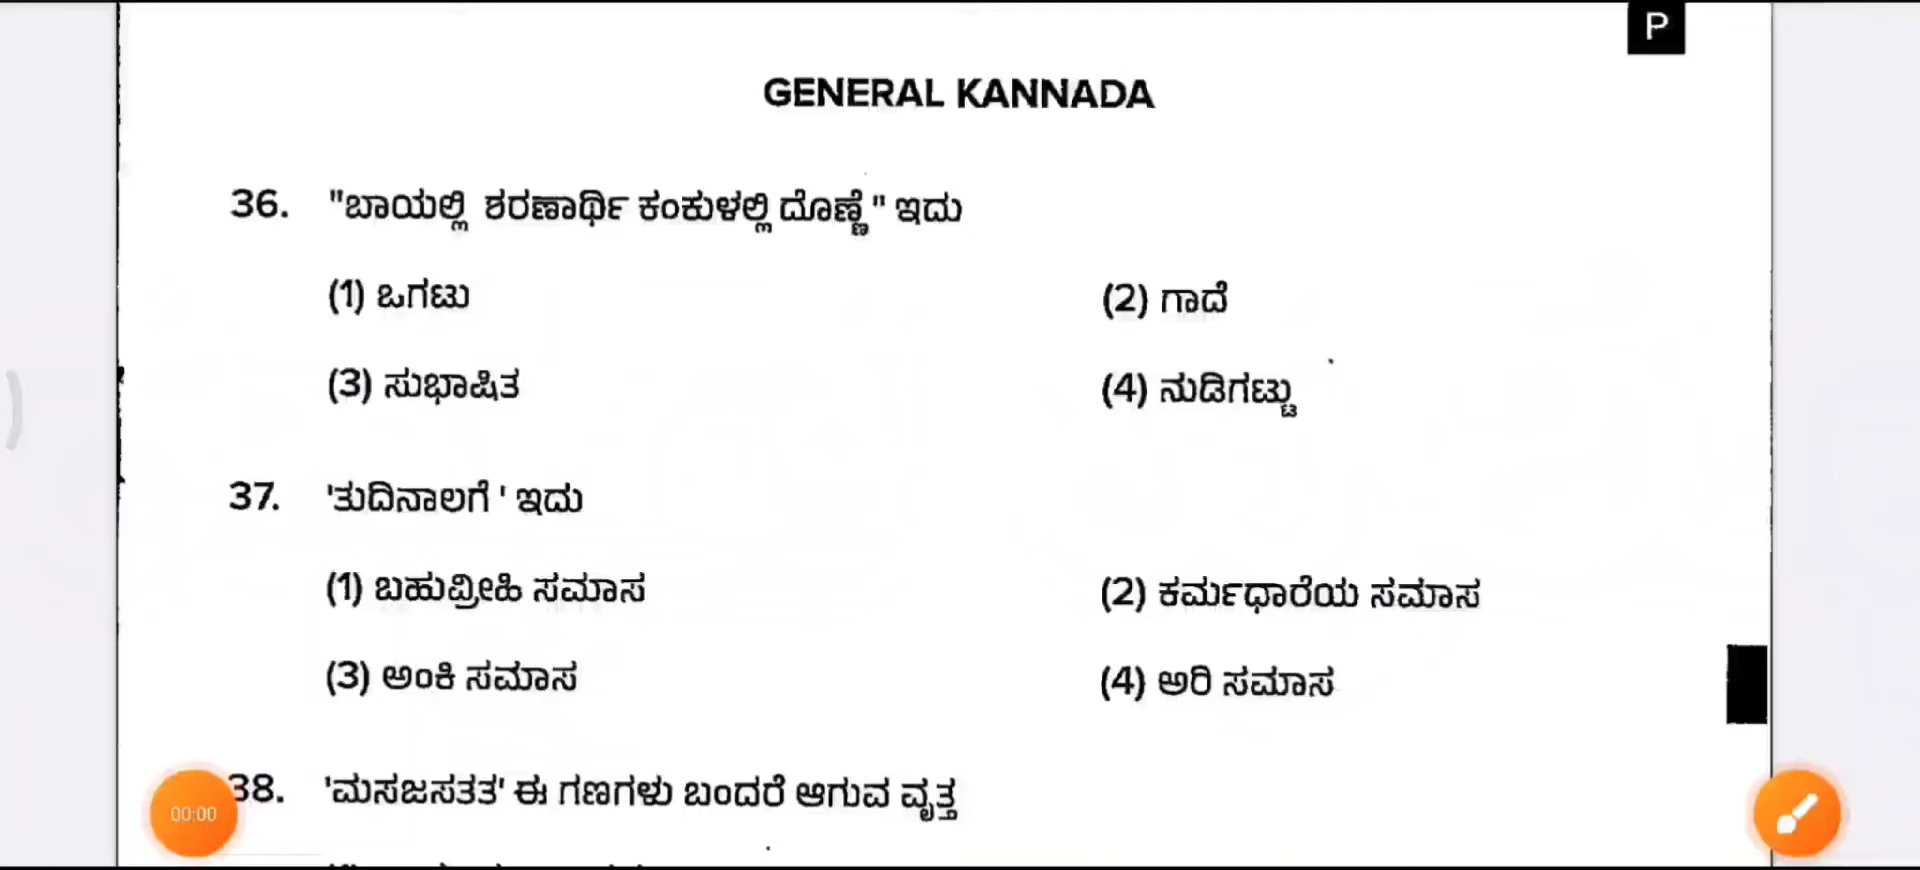 P
GENERAL KANNADA
36. "ಬಾಯಲ್ಲಿ ಶರಣಾರ್ಥಿ ಕಂಕುಳಲ್ಲಿ ದೊಣ್ಣೆ" ಇದು
(1) ಒಗಟು (2) ಗಾದೆ
(3) ಸುಭಾಷಿತ (4) ನುಡಿಗಟ್ಟು
37. 'ತುದಿನಾಲಗೆ' ಇದು
(1) ಬಹುವ್ರೀಹಿ ಸಮಾಸ (2) ಕರ್ಮಧಾರೆಯ ಸಮಾಸ
(3) ಅಂಕಿ ಸಮಾಸ (4) ಅರಿ ಸಮಾಸ
38. 'ಮಸಜಸತತ' ಈ ಗಣಗಳು ಬಂದರೆ ಆಗುವ ವೃತ್ತ
00:00